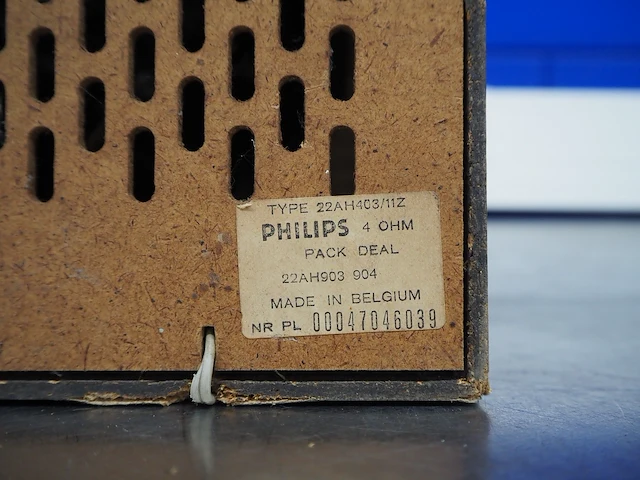 TYPE 22AH403/11Z
PHILIPS 4 OHM
PACK DEAL
22AH903 904
MADE IN BELGIUM
NR PL 00047046039